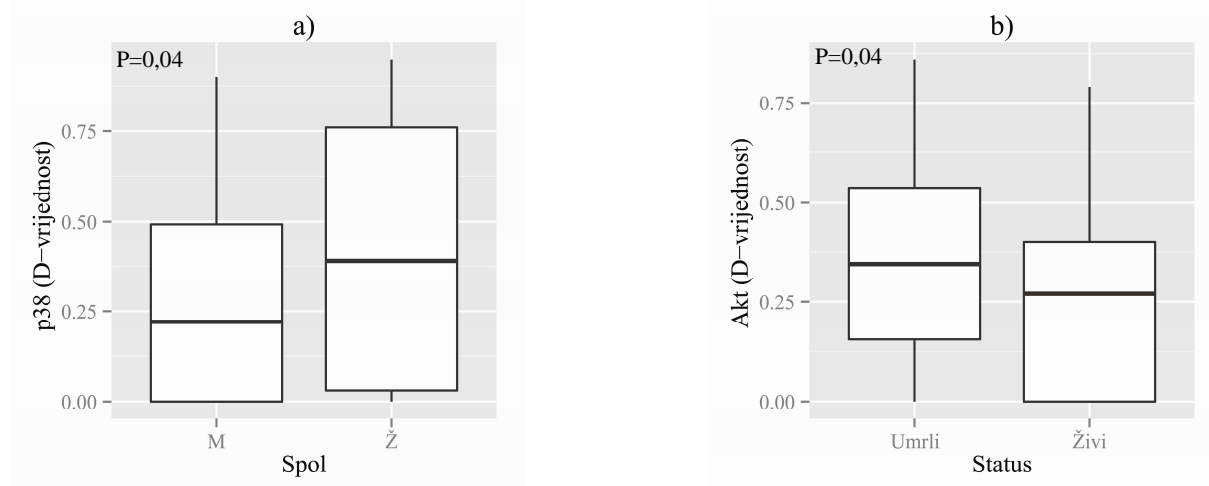 a)
P=0,04
p38 (D−vrijednost)
0.75
0.50
0.25
0.00
M Ž
Spol
b)
P=0,04
Akt (D−vrijednost)
0.75
0.50
0.25
0.00
Umrli Živi
Status